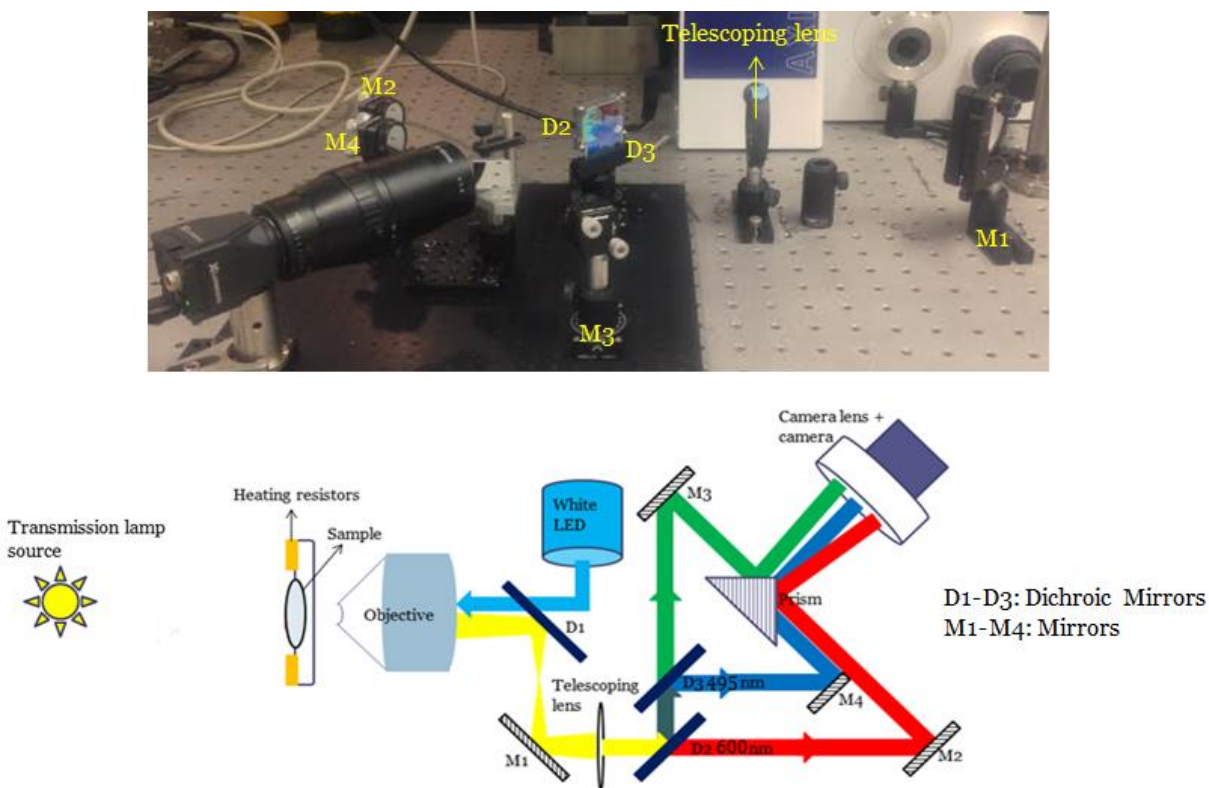 Telescoping lens
M2
M4
D2
D3
M1
M3
Camera lens +
camera
M3
Heating resistors
White
LED
Transmission lamp
source
Sample
Objective
D1
Prism
D1-D3: Dichroic Mirrors
M1-M4: Mirrors
Telescoping
lens
D3 495 nm
M4
M1
D2 600nm
M2